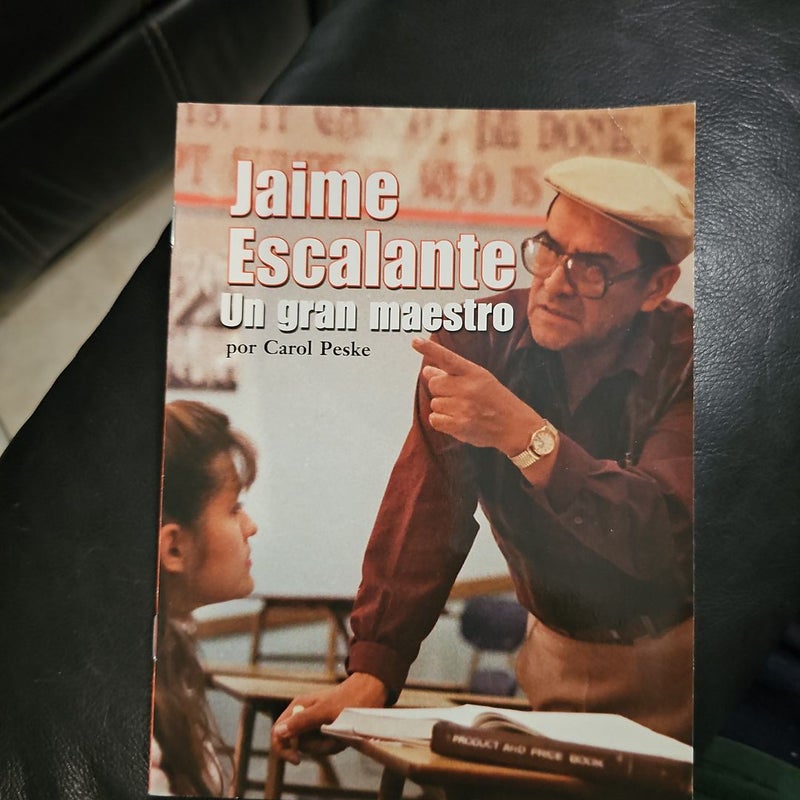 Jaime
Escalante
Un gran maestro
por Carol Peske
PRODUCT AND PRICE BOOK